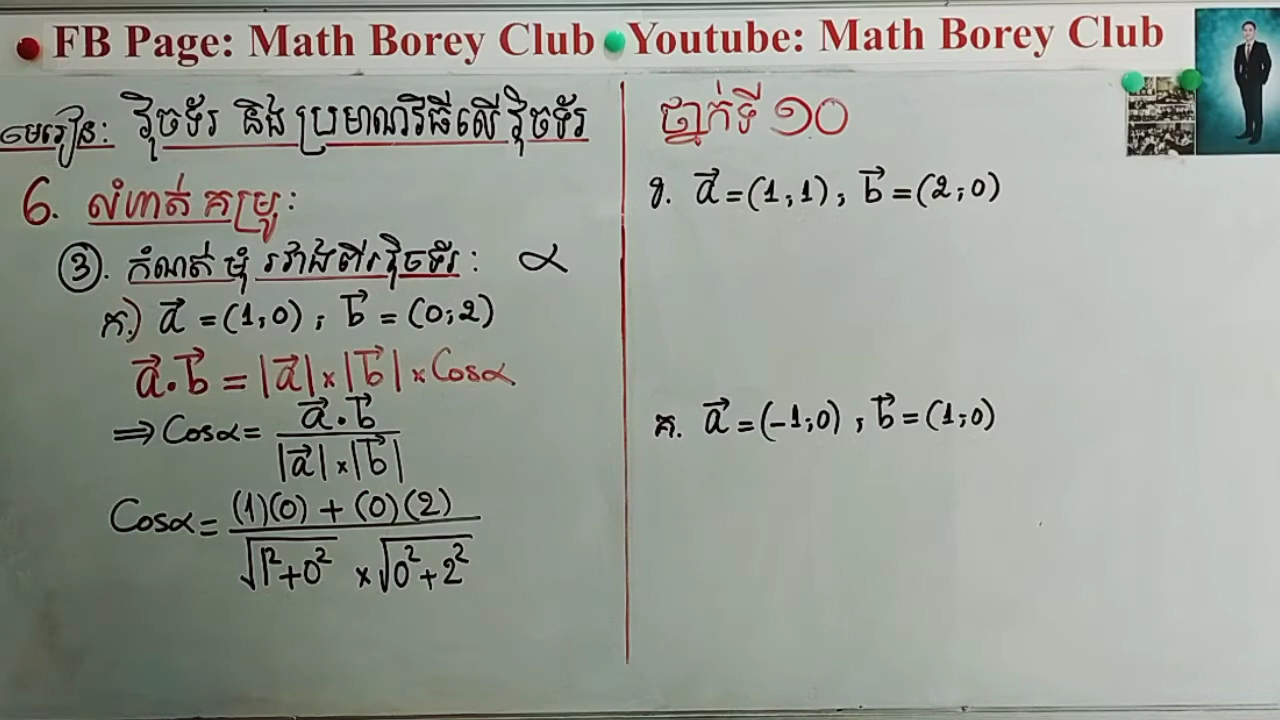 FB Page: Math Borey Club Youtube: Math Borey Club
មេរៀន: វ៉ិចទ័រ និង ប្រមាណវិធីលើ វ៉ិចទ័រ
6. លំហាត់ គម្រូ:
③. កំណត់ មុំ រវាងពីរវ៉ិចទ័រ : α
ក.) a⃗ = (1;0) ; b⃗ = (0;2)
a⃗·b⃗ = |a⃗| × |b⃗| × Cosα
⇒ Cosα = a⃗·b⃗ / |a⃗| × |b⃗|
Cosα = (1)(0) + (0)(2) / √1²+0² × √0²+2²
ថ្នាក់ទី ១០
ខ. a⃗ = (1;1) ; b⃗ = (2;0)
គ. a⃗ = (-1;0) ; b⃗ = (1;0)